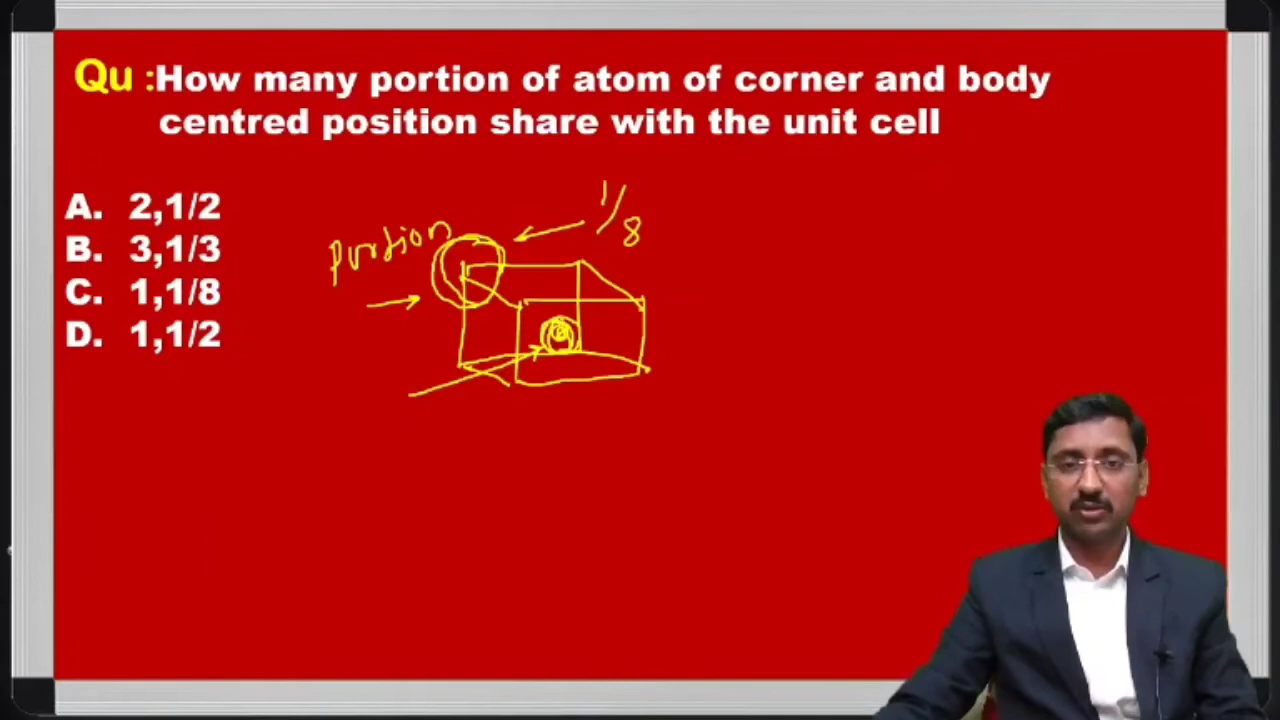 Qu :How many portion of atom of corner and body
centred position share with the unit cell
A. 2,1/2
B. 3,1/3
C. 1,1/8
D. 1,1/2
Portion
1/8